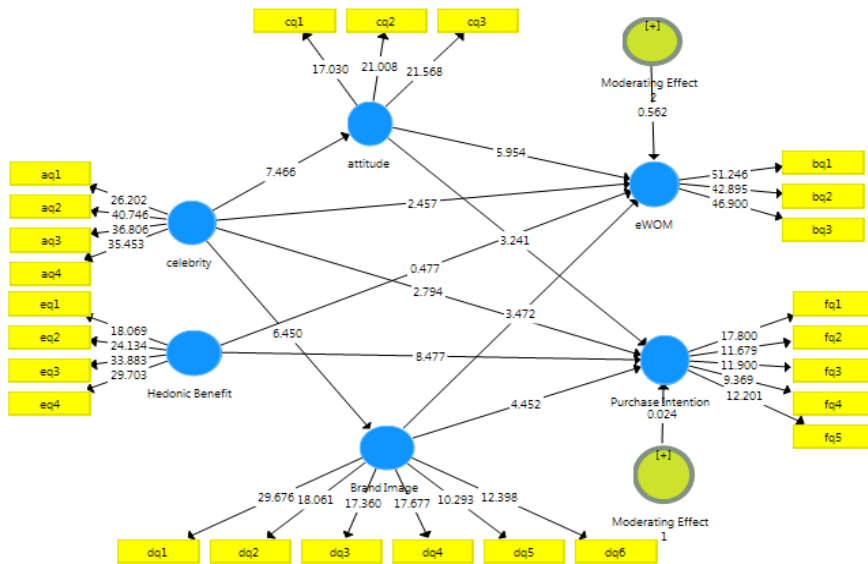 cq1
cq2
cq3
[+]
17.030
21.008
21.568
Moderating Effect
2
0.562
attitude
5.954
51.246
bq1
42.895
bq2
46.900
bq3
eWOM
7.466
aq1
26.202
aq2
40.746
aq3
36.806
aq4
35.453
celebrity
2.457
3.241
0.477
2.794
eq1
18.069
eq2
24.134
eq3
33.883
eq4
29.703
Hedonic Benefit
6.450
3.472
8.477
4.452
fq1
17.800
fq2
11.679
fq3
11.900
fq4
9.369
fq5
12.201
Purchase Intention
0.024
[+]
Moderating Effect
1
Brand Image
29.676
18.061
17.360
17.677
10.293
12.398
dq1
dq2
dq3
dq4
dq5
dq6